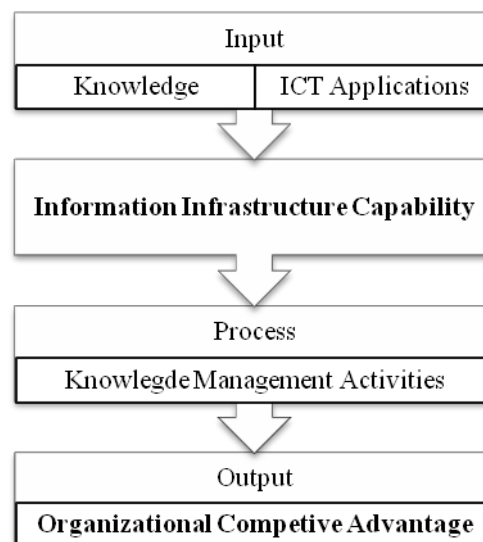 Input
Knowledge ICT Applications
Information Infrastructure Capability
Process
Knowlegde Management Activities
Output
Organizational Competive Advantage